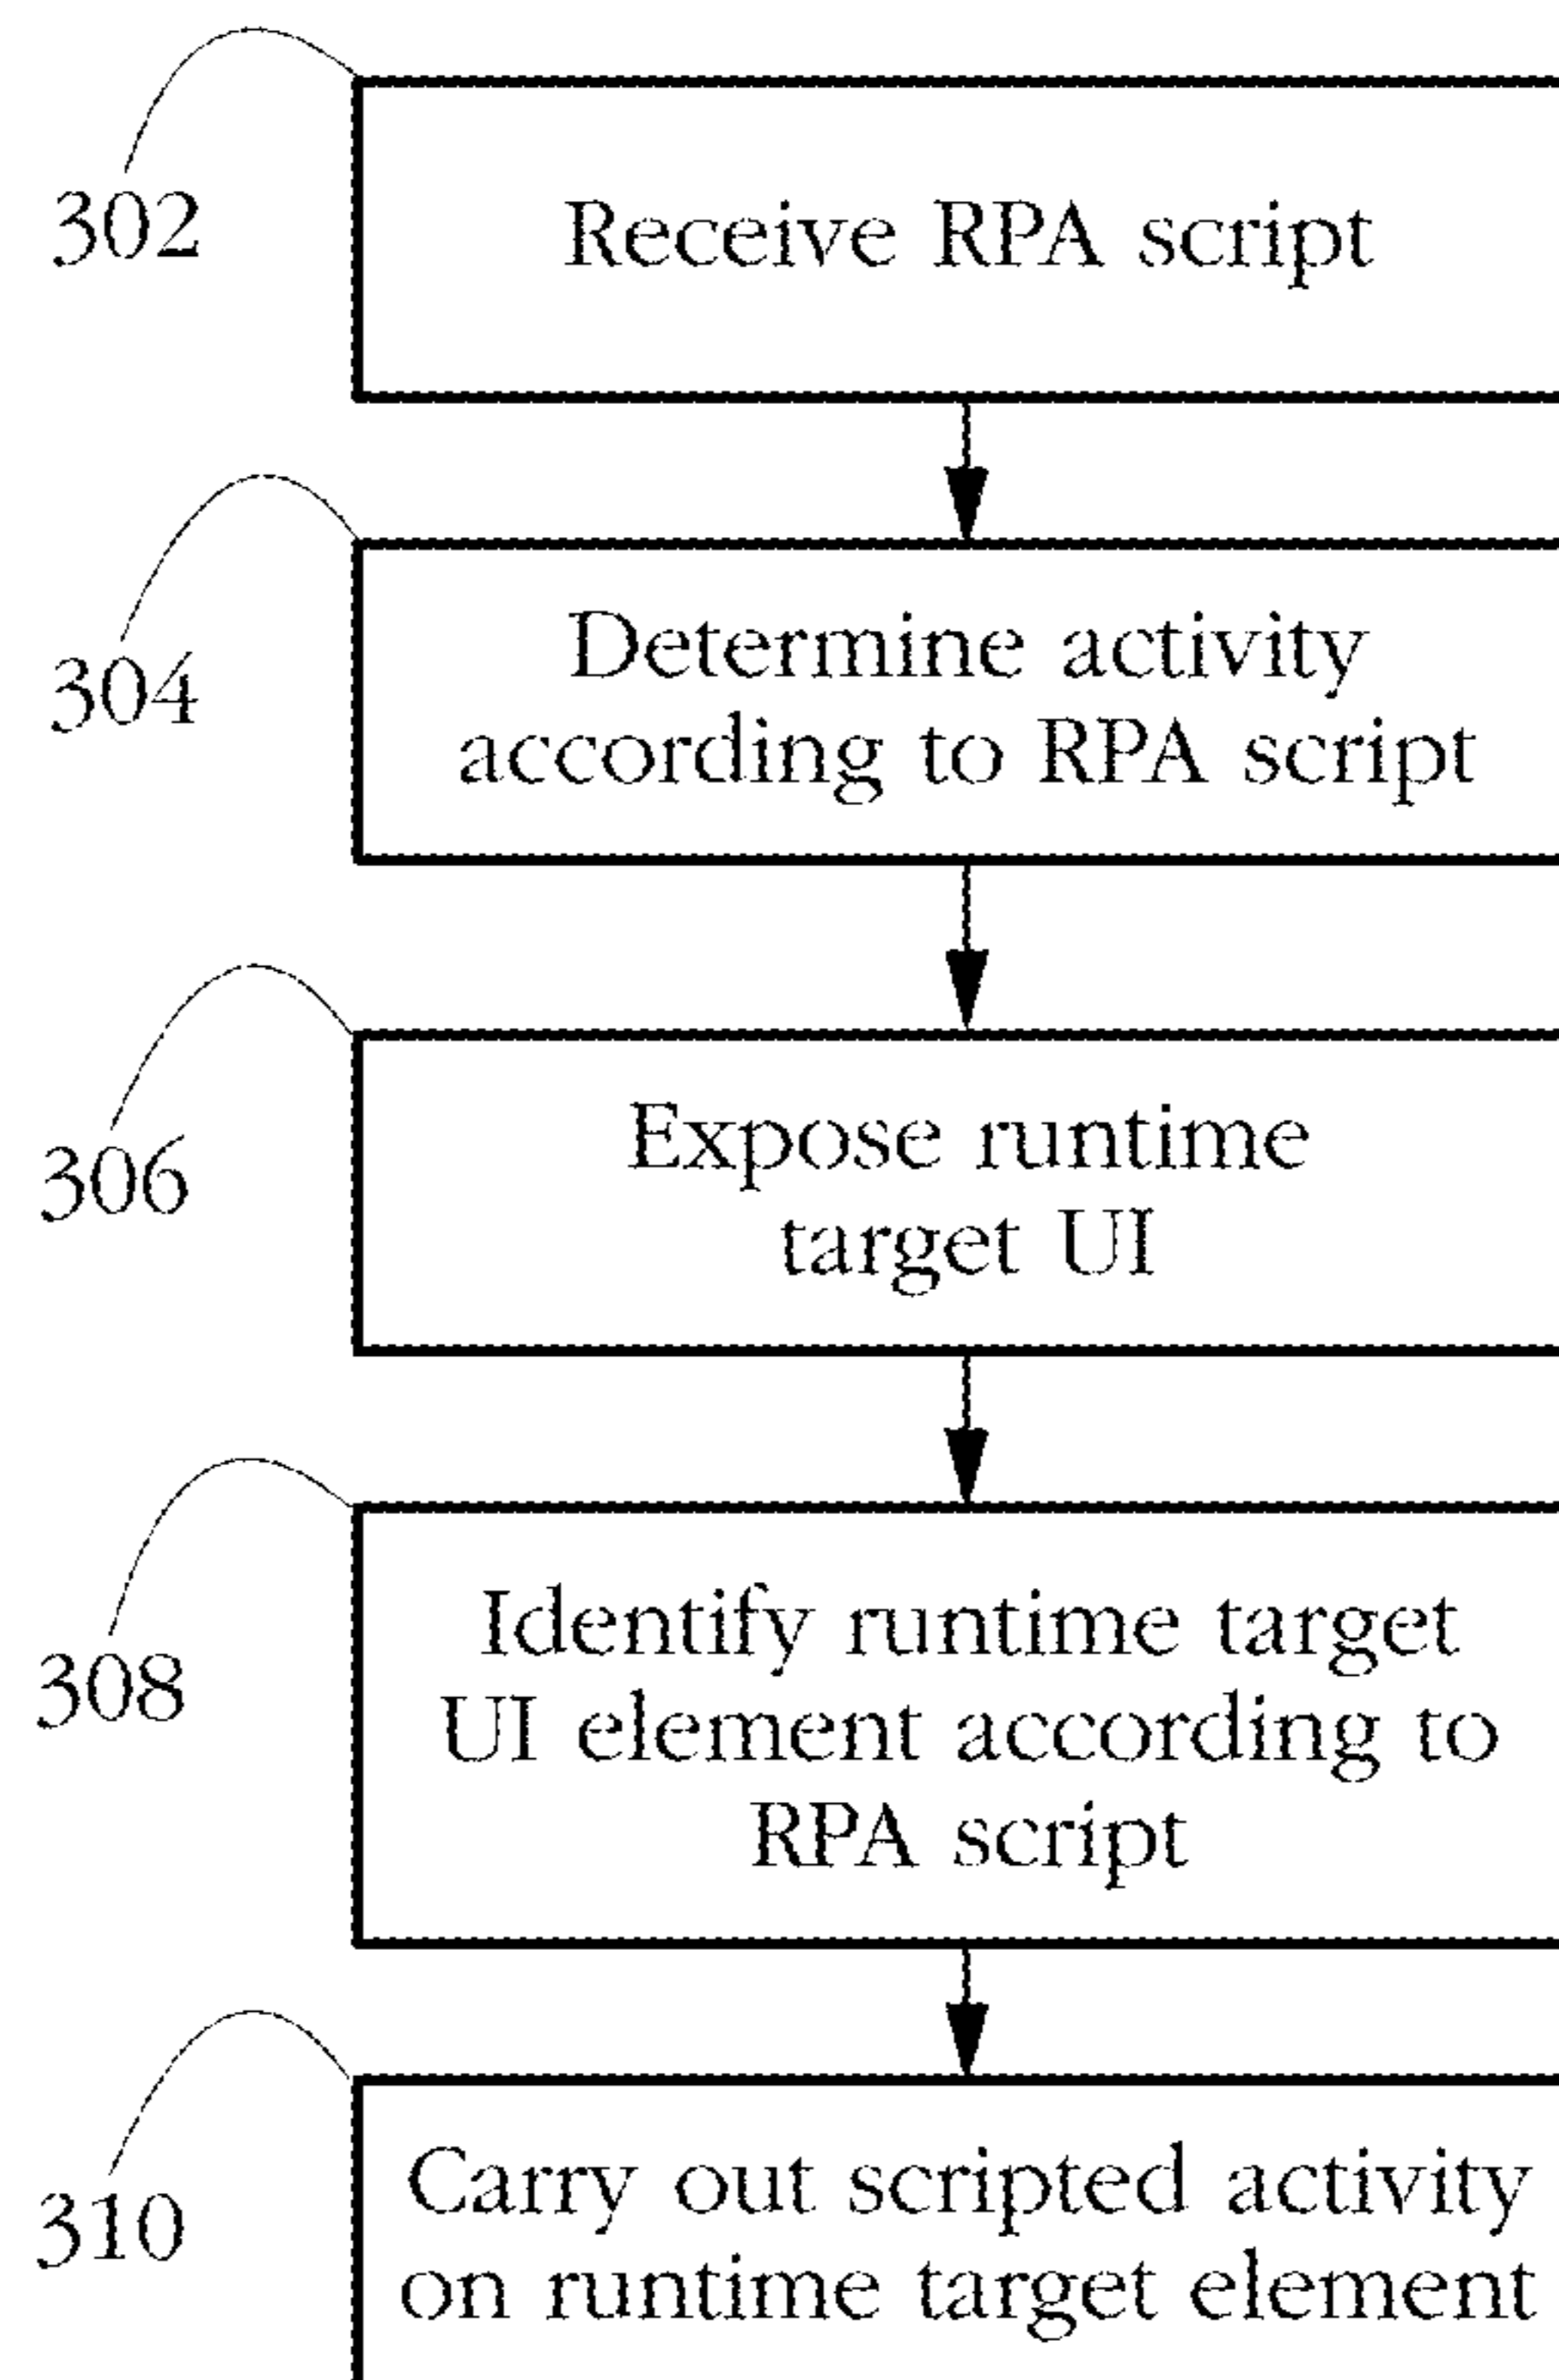 302
Receive RPA script
304
Determine activity
according to RPA script
306
Expose runtime
target UI
308
Identify runtime target
UI element according to
RPA script
310
Carry out scripted activity
on runtime target element